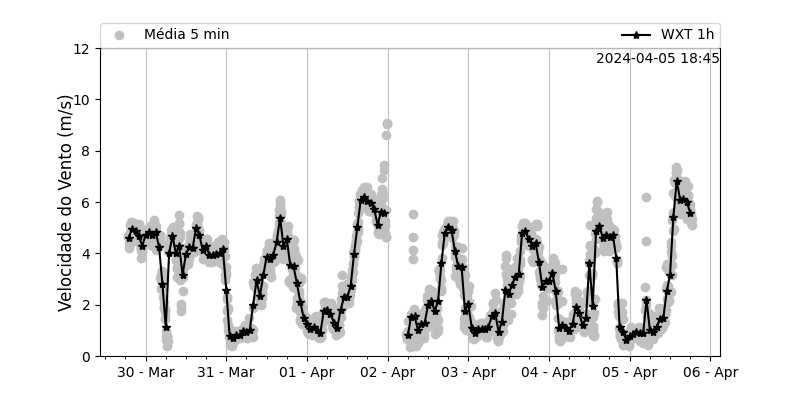 Média 5 min
WXT 1h
2024-04-05 18:45
Velocidade do Vento (m/s)
12
10
8
6
4
2
0
30 - Mar
31 - Mar
01 - Apr
02 - Apr
03 - Apr
04 - Apr
05 - Apr
06 - Apr